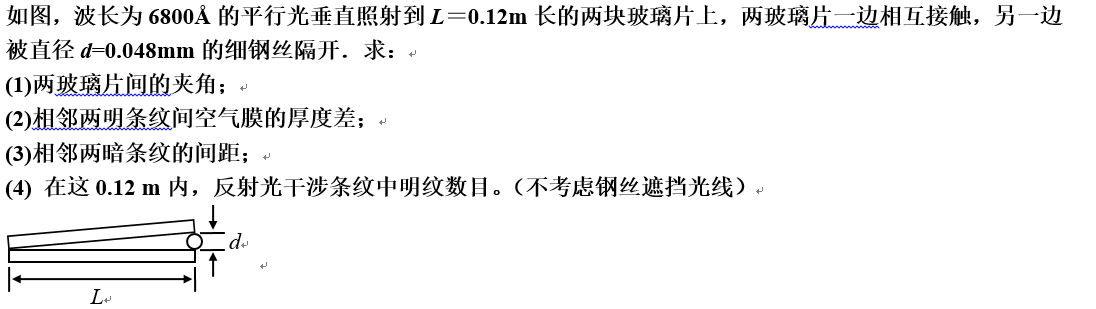 如图，波长为 6800Å 的平行光垂直照射到 L＝0.12m 长的两块玻璃片上，两玻璃片一边相互接触，另一边
被直径 d=0.048mm 的细钢丝隔开．求：
(1)两玻璃片间的夹角；
(2)相邻两明条纹间空气膜的厚度差；
(3)相邻两暗条纹的间距；
(4) 在这 0.12 m 内，反射光干涉条纹中明纹数目。（不考虑钢丝遮挡光线）
d
L